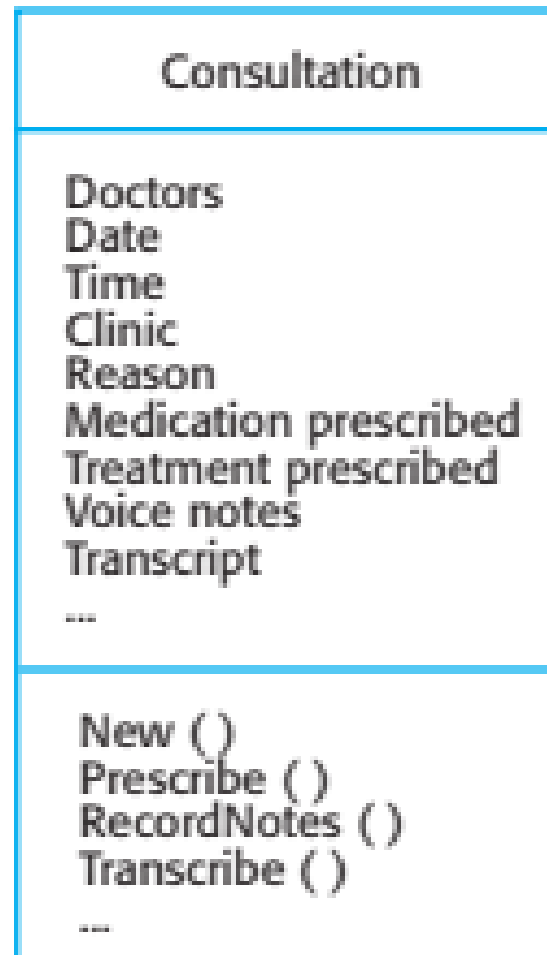 Consultation
Doctors
Date
Time
Clinic
Reason
Medication prescribed
Treatment prescribed
Voice notes
Transcript
...
New ( )
Prescribe ( )
RecordNotes ( )
Transcribe ( )
...